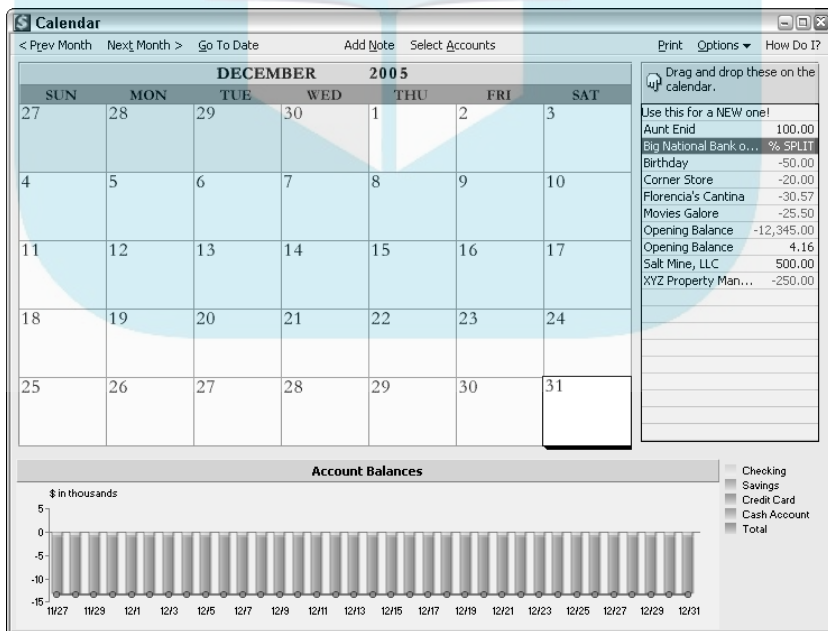 Calendar
< Prev Month Next Month > Go To Date Add Note Select Accounts Print Options How Do I?
DECEMBER 2005
SUN MON TUE WED THU FRI SAT
27 28 29 30 1 2 3
4 5 6 7 8 9 10
11 12 13 14 15 16 17
18 19 20 21 22 23 24
25 26 27 28 29 30 31
Drag and drop these on the
calendar.
Use this for a NEW one!
Aunt Enid 100.00
Big National Bank o... % SPLIT
Birthday -50.00
Corner Store -20.00
Florencia's Cantina -30.57
Movies Galore -25.50
Opening Balance -12,345.00
Opening Balance 4.16
Salt Mine, LLC 500.00
XYZ Property Man... -250.00
Account Balances
$ in thousands
5
0
-5
-10
-15
11/27 11/29 12/1 12/3 12/5 12/7 12/9 12/11 12/13 12/15 12/17 12/19 12/21 12/23 12/25 12/27 12/29 12/31
Checking
Savings
Credit Card
Cash Account
Total